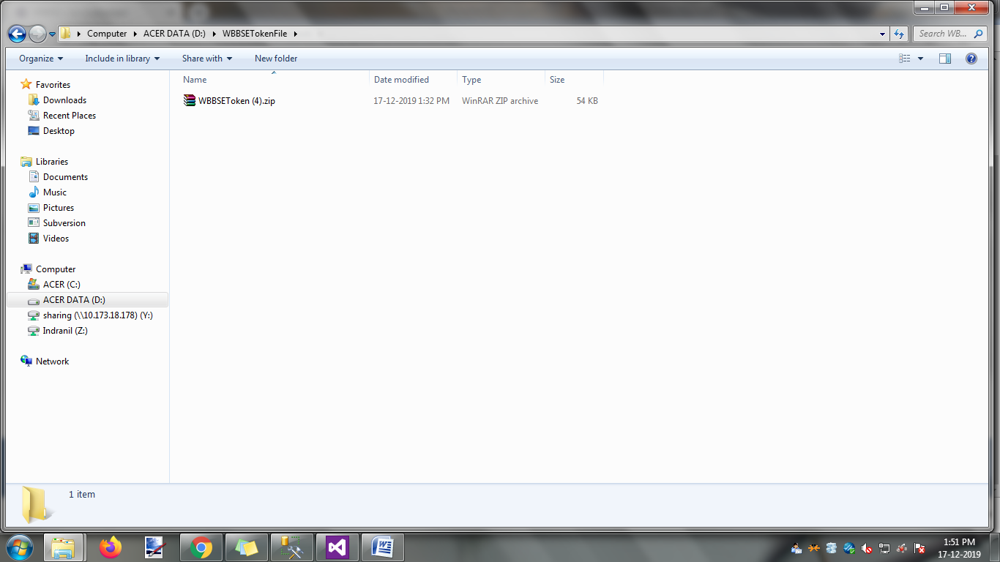 Computer ACER DATA (D:) WBBSETokenFile
Search WB...
Organize Include in library Share with New folder
Name Date modified Type Size
WBBSEToken (4).zip 17-12-2019 1:32 PM WinRAR ZIP archive 54 KB
Favorites
Downloads
Recent Places
Desktop
Libraries
Documents
Music
Pictures
Subversion
Videos
Computer
ACER (C:)
ACER DATA (D:)
sharing (\\10.173.18.178) (Y:)
Indranil (Z:)
Network
1 item
1:51 PM
17-12-2019